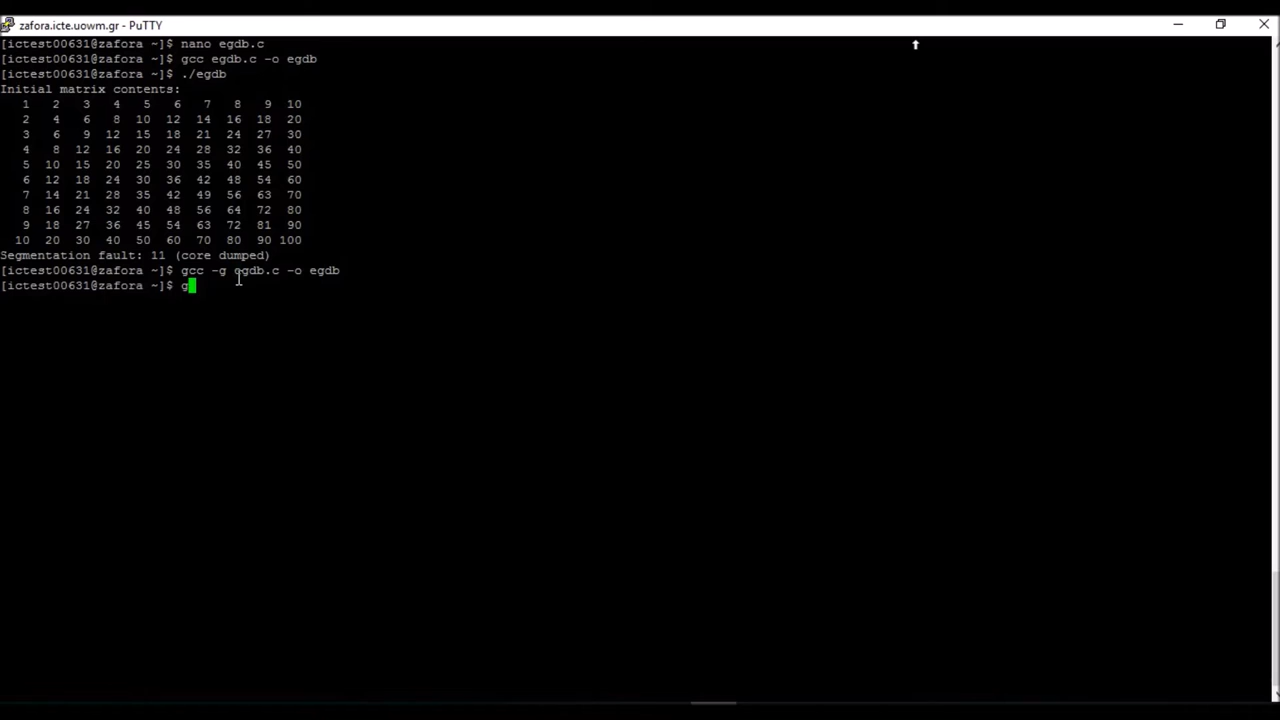 zafora.icte.uowm.gr - PuTTY
[ictest00631@zafora ~]$ nano egdb.c
[ictest00631@zafora ~]$ gcc egdb.c -o egdb
[ictest00631@zafora ~]$ ./egdb
Initial matrix contents:
1 2 3 4 5 6 7 8 9 10
2 4 6 8 10 12 14 16 18 20
3 6 9 12 15 18 21 24 27 30
4 8 12 16 20 24 28 32 36 40
5 10 15 20 25 30 35 40 45 50
6 12 18 24 30 36 42 48 54 60
7 14 21 28 35 42 49 56 63 70
8 16 24 32 40 48 56 64 72 80
9 18 27 36 45 54 63 72 81 90
10 20 30 40 50 60 70 80 90 100
Segmentation fault: 11 (core dumped)
[ictest00631@zafora ~]$ gcc -g egdb.c -o egdb
[ictest00631@zafora ~]$ g